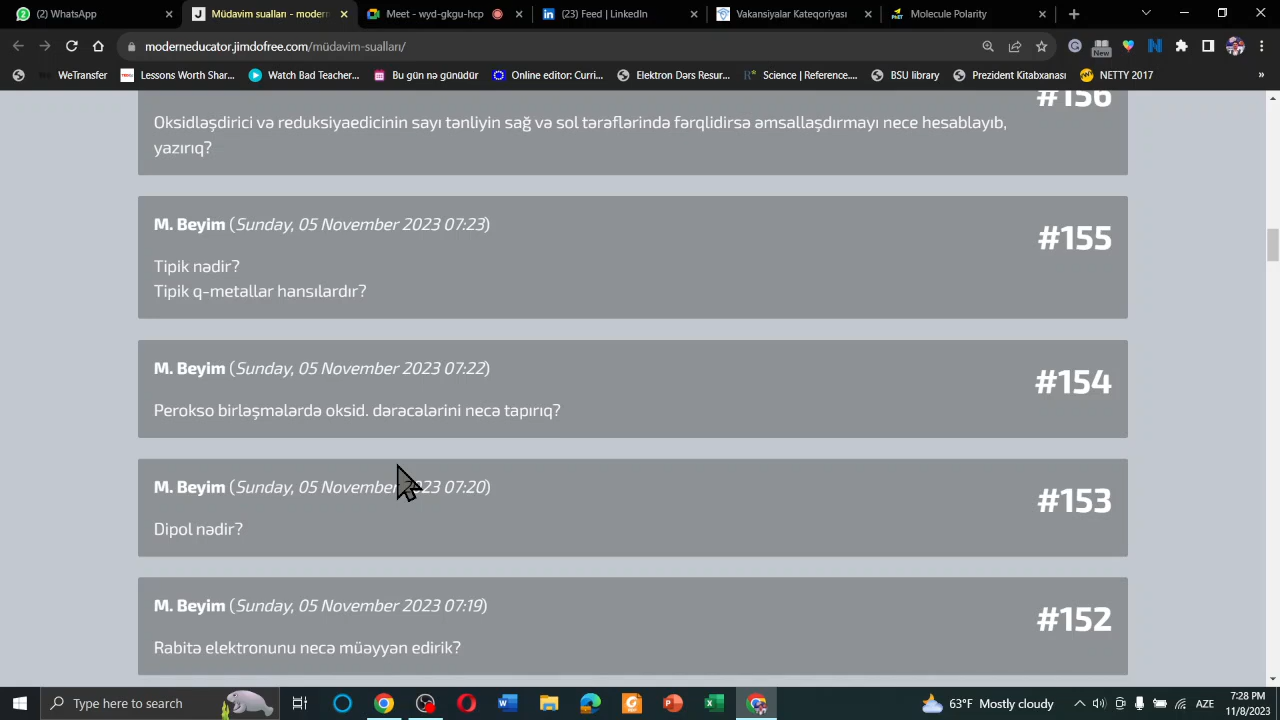 (2) WhatsApp
Müdavim sualları - modern
Meet - wyd-gkgu-hcp
(23) Feed | LinkedIn
Vakansiyalar Kateqoriyası
Molecule Polarity
moderneducator.jimdofree.com/müdavim-sualları/
New
WeTransfer
Lessons Worth Shar...
Watch Bad Teacher...
Bu gün nə günüdür
Online editor: Curri...
Elektron Dərs Resur...
Science | Reference....
BSU library
Prezident Kitabxanası
NETTY 2017
»
#156
Oksidləşdirici və reduksiyaedicinin sayı tənliyin sağ və sol tərəflərində fərqlidirsə əmsallaşdırmayı nece hesablayıb,
yazırıq?
M. Beyim (Sunday, 05 November 2023 07:23)
#155
Tipik nədir?
Tipik q-metallar hansılardır?
M. Beyim (Sunday, 05 November 2023 07:22)
#154
Perokso birləşmələrdə oksid. dərəcələrini necə tapırıq?
M. Beyim (Sunday, 05 November 2023 07:20)
#153
Dipol nədir?
M. Beyim (Sunday, 05 November 2023 07:19)
#152
Rabitə elektronunu necə müəyyən edirik?
Type here to search
63°F Mostly cloudy
AZE
7:28 PM
11/8/2023